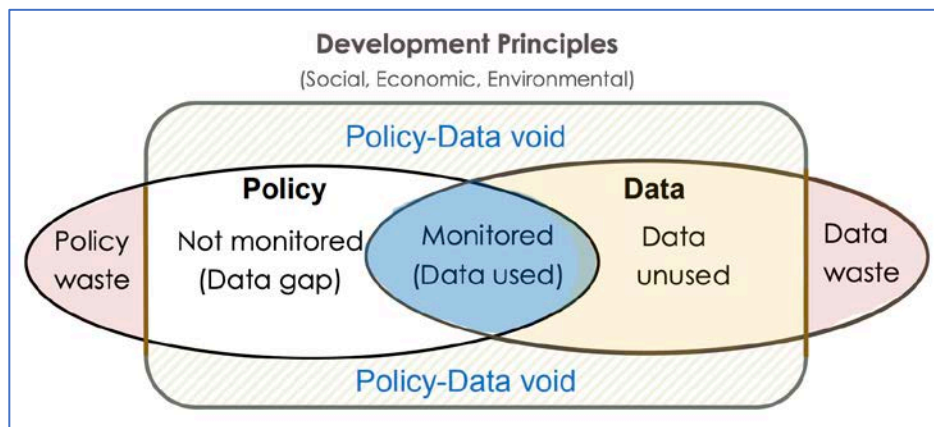 Development Principles
(Social, Economic, Environmental)
Policy-Data void
Policy
Data
Policy
waste
Not monitored
(Data gap)
Monitored
(Data used)
Data
unused
Data
waste
Policy-Data void